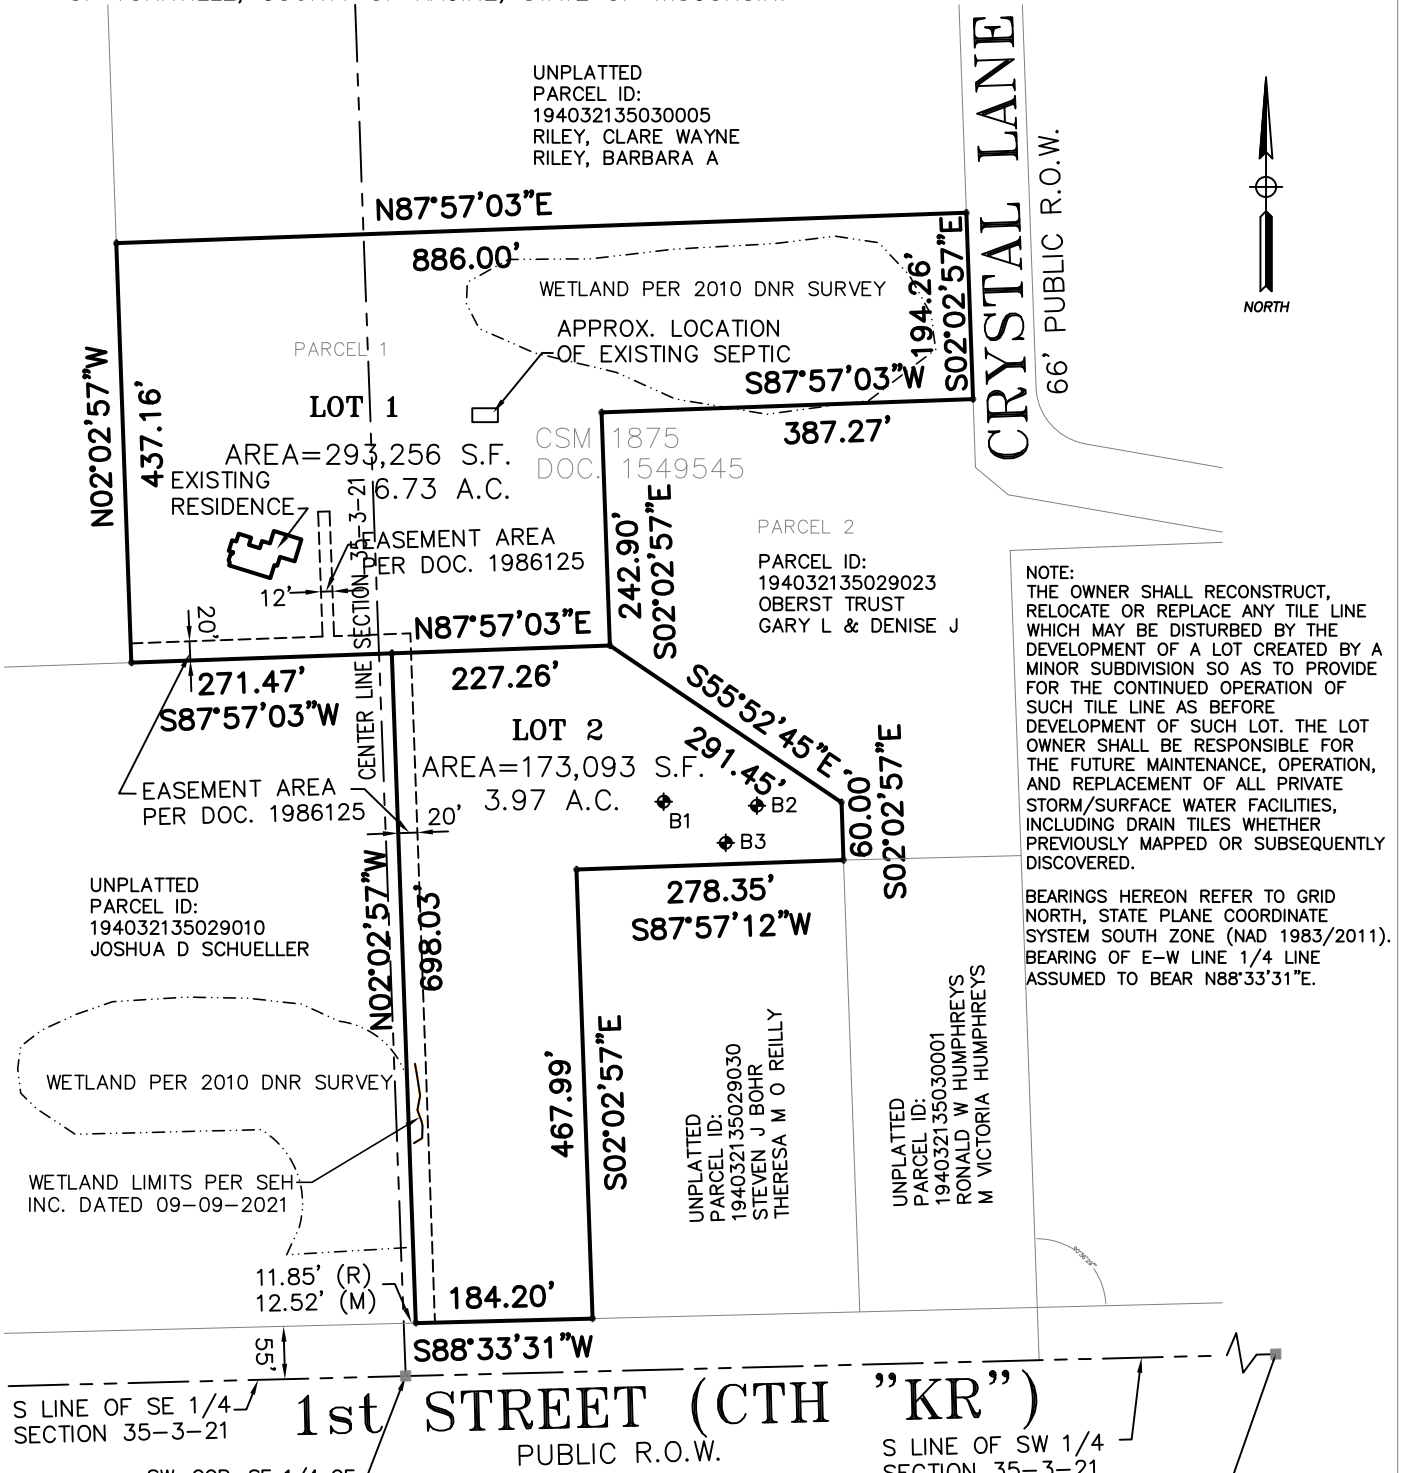 UNPLATTED
PARCEL ID:
194032135030005
RILEY, CLARE WAYNE
RILEY, BARBARA A
CRYSTAL LANE
66' PUBLIC R.O.W.
NORTH
N87°57'03"E
886.00'
WETLAND PER 2010 DNR SURVEY
194.26'
S02°02'57"E
APPROX. LOCATION
OF EXISTING SEPTIC
PARCEL 1
S87°57'03"W
387.27'
N02°02'57"W
437.16'
LOT 1
AREA=293,256 S.F.
6.73 A.C.
CSM 1875
DOC. 1549545
EXISTING
RESIDENCE
EASEMENT AREA
PER DOC. 1986125
12'
20'
CENTER LINE SECTION 35-3-21
242.90'
S02°02'57"E
PARCEL 2
PARCEL ID:
194032135029023
OBERST TRUST
GARY L & DENISE J
N87°57'03"E
227.26'
271.47'
S87°57'03"W
S55°52'45"E
291.45'
LOT 2
AREA=173,093 S.F.
3.97 A.C.
B1
B2
B3
60.00'
S02°02'57"E
EASEMENT AREA
PER DOC. 1986125
20'
278.35'
S87°57'12"W
NOTE:
THE OWNER SHALL RECONSTRUCT,
RELOCATE OR REPLACE ANY TILE LINE
WHICH MAY BE DISTURBED BY THE
DEVELOPMENT OF A LOT CREATED BY A
MINOR SUBDIVISION SO AS TO PROVIDE
FOR THE CONTINUED OPERATION OF
SUCH TILE LINE AS BEFORE
DEVELOPMENT OF SUCH LOT. THE LOT
OWNER SHALL BE RESPONSIBLE FOR
THE FUTURE MAINTENANCE, OPERATION,
AND REPLACEMENT OF ALL PRIVATE
STORM/SURFACE WATER FACILITIES,
INCLUDING DRAIN TILES WHETHER
PREVIOUSLY MAPPED OR SUBSEQUENTLY
DISCOVERED.
BEARINGS HEREON REFER TO GRID
NORTH, STATE PLANE COORDINATE
SYSTEM SOUTH ZONE (NAD 1983/2011).
BEARING OF E-W LINE 1/4 LINE
ASSUMED TO BEAR N88°33'31"E.
UNPLATTED
PARCEL ID:
194032135029010
JOSHUA D SCHUELLER
N02°02'57"W
698.03'
467.99'
S02°02'57"E
UNPLATTED
PARCEL ID:
194032135029030
STEVEN J BOHR
THERESA M O REILLY
UNPLATTED
PARCEL ID:
194032135030001
RONALD W HUMPHREYS
M VICTORIA HUMPHREYS
WETLAND PER 2010 DNR SURVEY
WETLAND LIMITS PER SEH
INC. DATED 09-09-2021
11.85' (R)
12.52' (M)
184.20'
S88°33'31"W
55'
S LINE OF SE 1/4
SECTION 35-3-21
1st STREET (CTH "KR")
PUBLIC R.O.W.
S LINE OF SW 1/4
SECTION 35-3-21